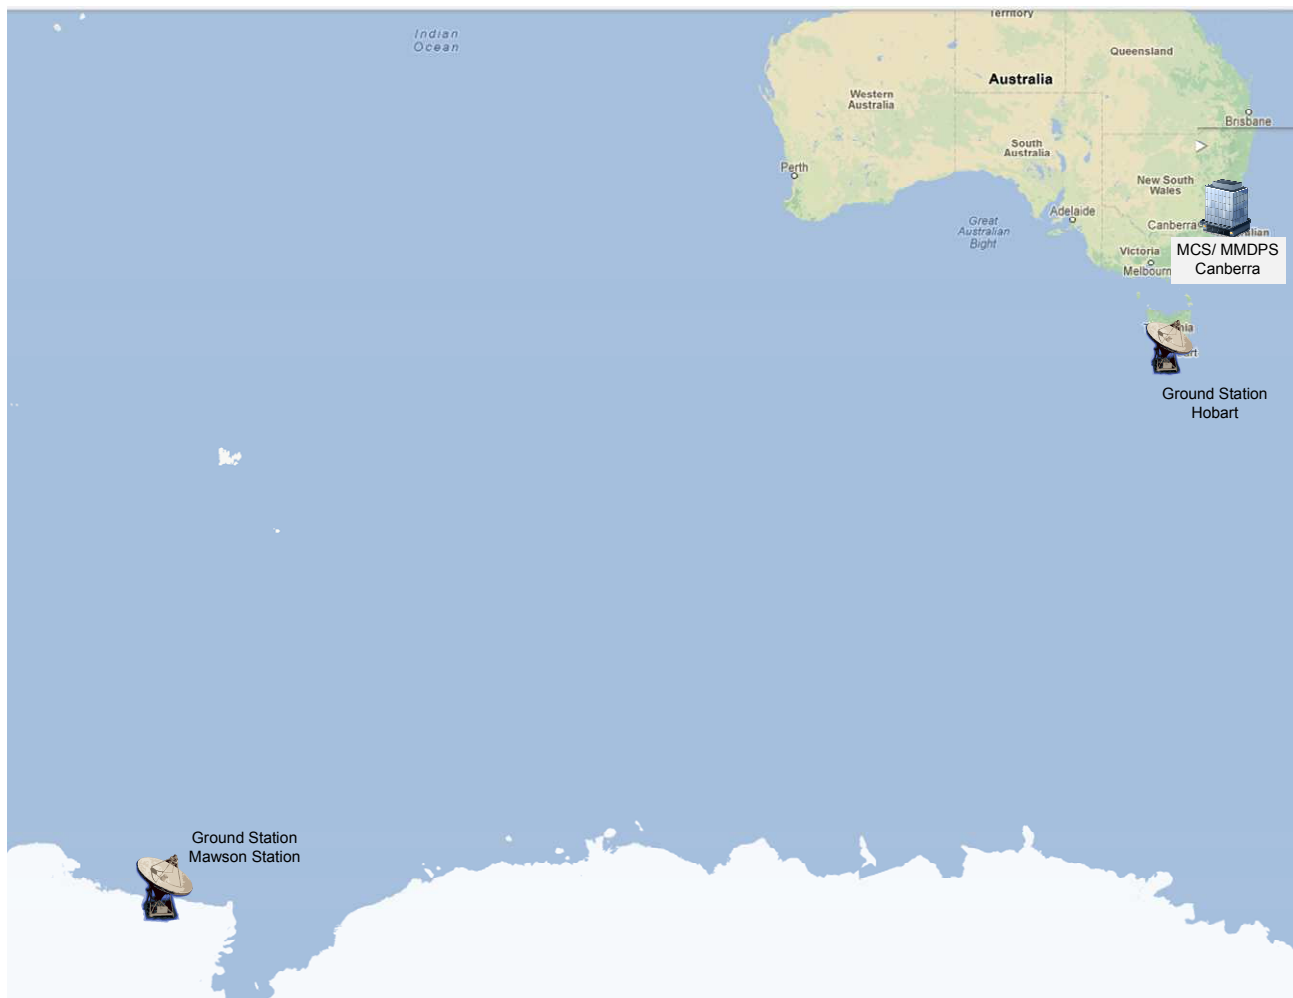 Territory
Indian
Ocean
Queensland
Australia
Western
Australia
Brisbane
South
Australia
Perth
New South
Wales
Adelaide
Great
Australian
Bight
Canberra
Victoria
Melbourn
MCS/ MMDPS
Canberra
Ground Station
Hobart
Ground Station
Mawson Station